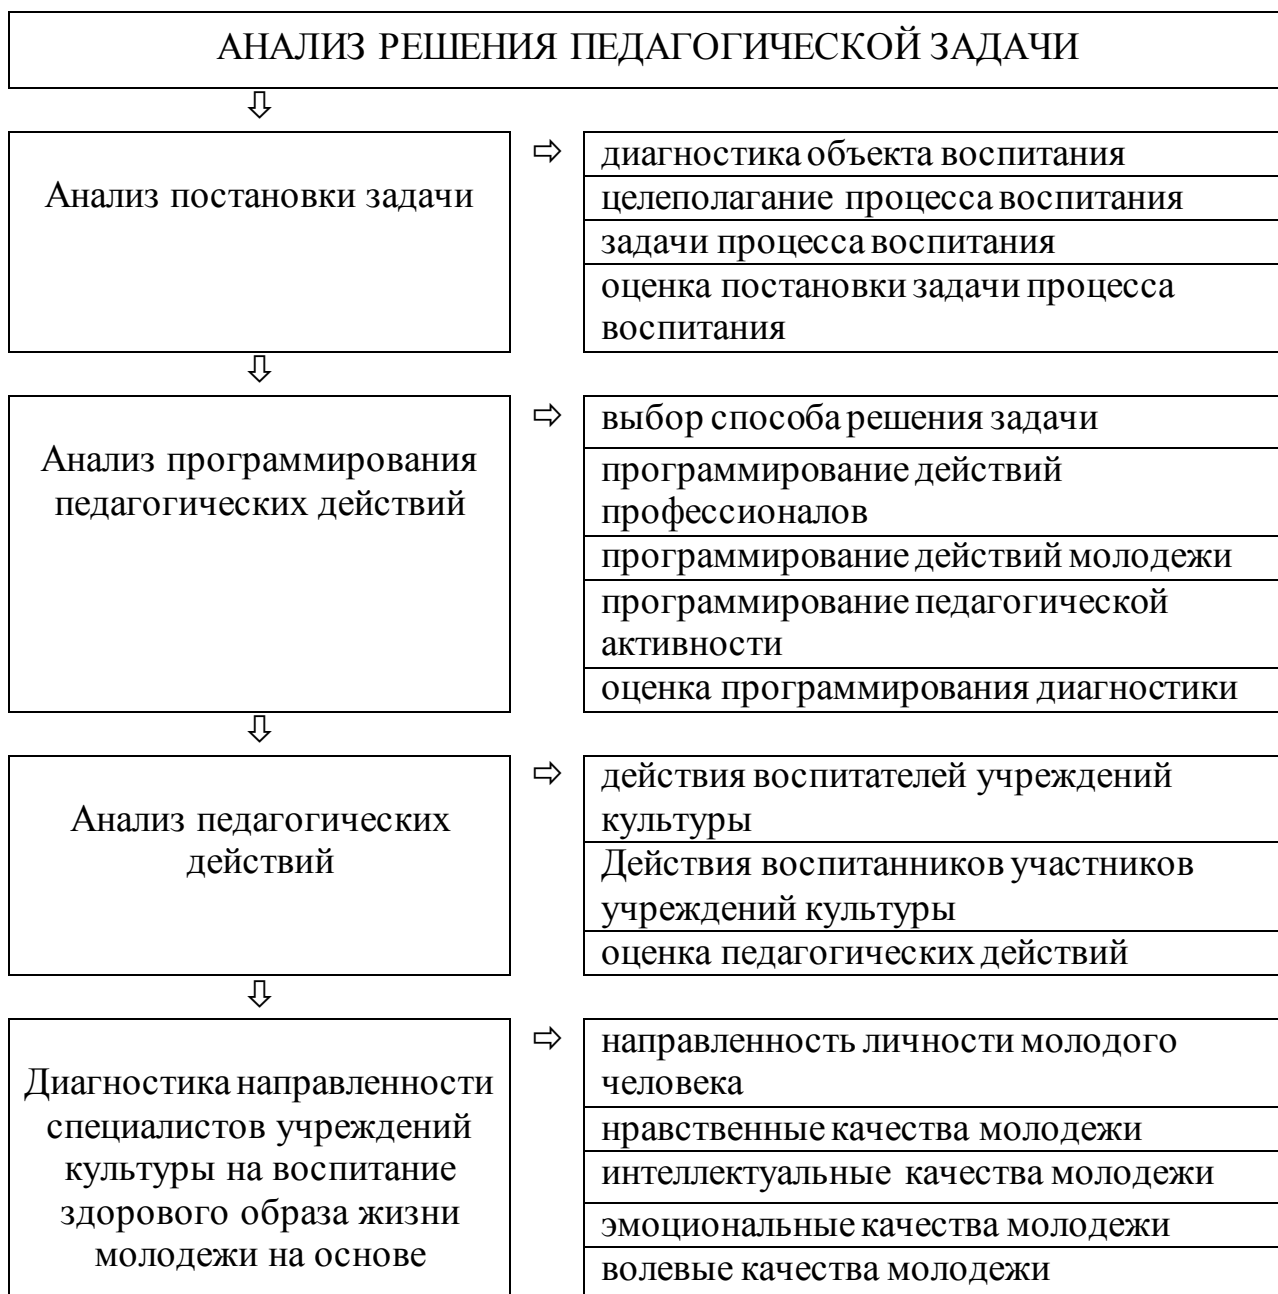 АНАЛИЗ РЕШЕНИЯ ПЕДАГОГИЧЕСКОЙ ЗАДАЧИ
Анализ постановки задачи
диагностика объекта воспитания
целеполагание процесса воспитания
задачи процесса воспитания
оценка постановки задачи процесса
воспитания
Анализ программирования
педагогических действий
выбор способа решения задачи
программирование действий
профессионалов
программирование действий молодежи
программирование педагогической
активности
оценка программирования диагностики
Анализ педагогических
действий
действия воспитателей учреждений
культуры
Действия воспитанников участников
учреждений культуры
оценка педагогических действий
Диагностика направленности
специалистов учреждений
культуры на воспитание
здорового образа жизни
молодежи на основе
направленность личности молодого
человека
нравственные качества молодежи
интеллектуальные качества молодежи
эмоциональные качества молодежи
волевые качества молодежи